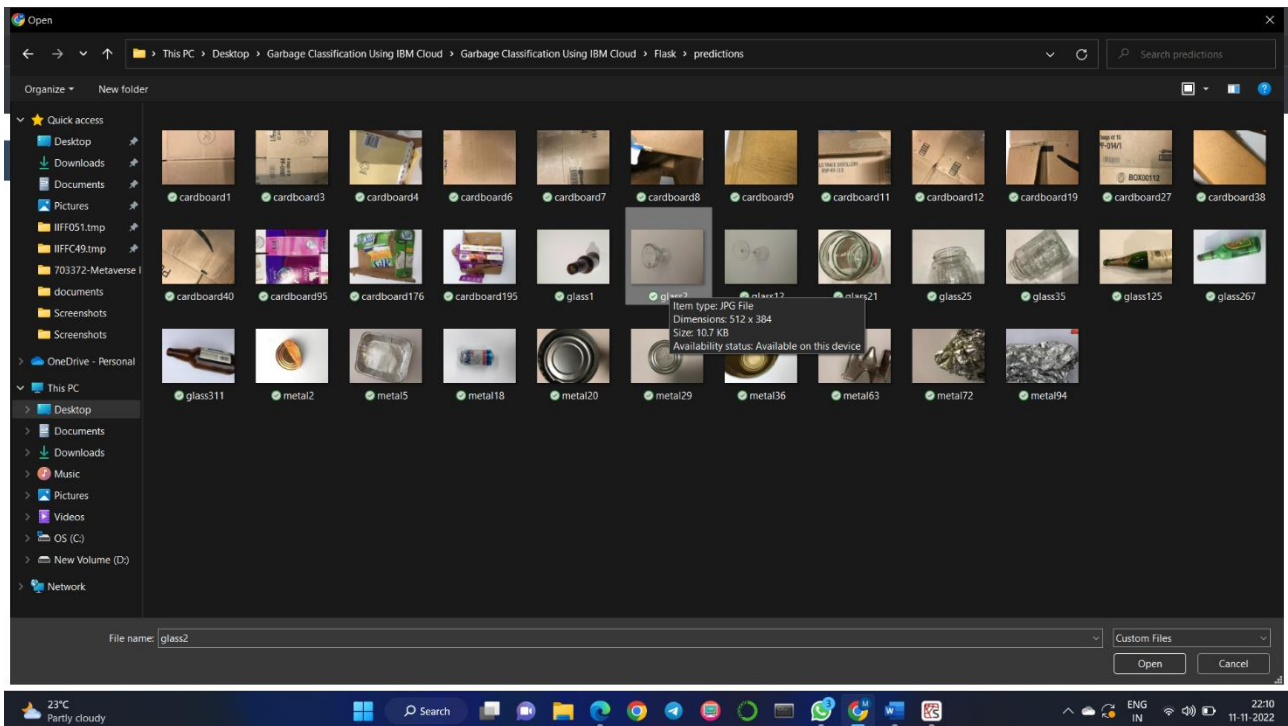 Open
This PC > Desktop > Garbage Classification Using IBM Cloud > Garbage Classification Using IBM Cloud > Flask > predictions
Search predictions
Organize
New folder
Quick access
Desktop
Downloads
Documents
Pictures
IIFF051.tmp
IIFFC49.tmp
703372-Metaverse I
documents
Screenshots
Screenshots
OneDrive - Personal
This PC
Desktop
Documents
Downloads
Music
Pictures
Videos
OS (C:)
New Volume (D:)
Network
cardboard1 cardboard3 cardboard4 cardboard6 cardboard7 cardboard8 cardboard9 cardboard11 cardboard12 cardboard19 cardboard27 cardboard38
BOX00112
cardboard40 cardboard95 cardboard176 cardboard195 glass1 glass2 glass12 glass21 glass25 glass35 glass125 glass267
Item type: JPG File
Dimensions: 512 x 384
Size: 10.7 KB
Availability status: Available on this device
glass311 metal2 metal5 metal18 metal20 metal29 metal36 metal63 metal72 metal94
File name: glass2
Custom Files
Open Cancel
23°C
Partly cloudy
Search
ENG
IN
22:10
11-11-2022